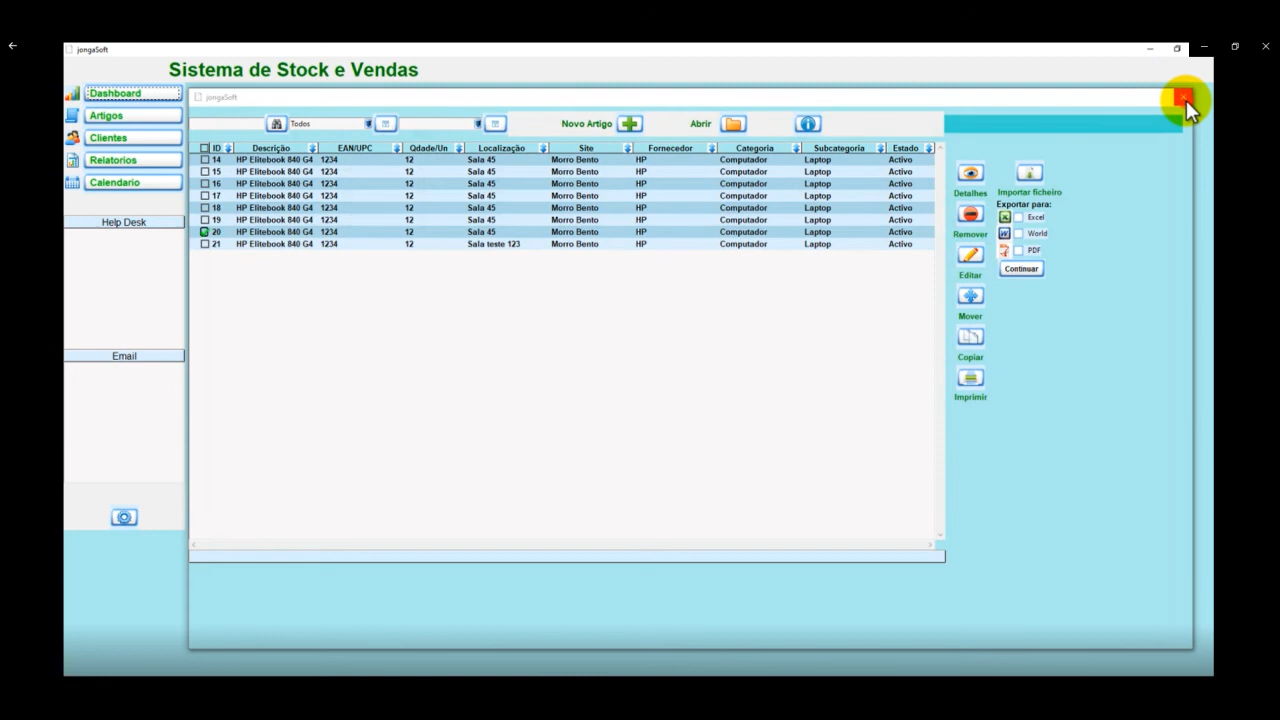 jongaSoft
Sistema de Stock e Vendas
Dashboard
Artigos
Clientes
Relatorios
Calendario
Help Desk
Email
jongaSoft
Todos
Novo Artigo
Abrir
ID Descrição EAN/UPC Qdade/Un Localização Site Fornecedor Categoria Subcategoria Estado
14 HP Elitebook 840 G4 1234 12 Sala 45 Morro Bento HP Computador Laptop Activo
15 HP Elitebook 840 G4 1234 12 Sala 45 Morro Bento HP Computador Laptop Activo
16 HP Elitebook 840 G4 1234 12 Sala 45 Morro Bento HP Computador Laptop Activo
17 HP Elitebook 840 G4 1234 12 Sala 45 Morro Bento HP Computador Laptop Activo
18 HP Elitebook 840 G4 1234 12 Sala 45 Morro Bento HP Computador Laptop Activo
19 HP Elitebook 840 G4 1234 12 Sala 45 Morro Bento HP Computador Laptop Activo
20 HP Elitebook 840 G4 1234 12 Sala 45 Morro Bento HP Computador Laptop Activo
21 HP Elitebook 840 G4 1234 12 Sala teste 123 Morro Bento HP Computador Laptop Activo
Detalhes
Remover
Editar
Mover
Copiar
Imprimir
Importar ficheiro
Exportar para:
Excel
World
PDF
Continuar